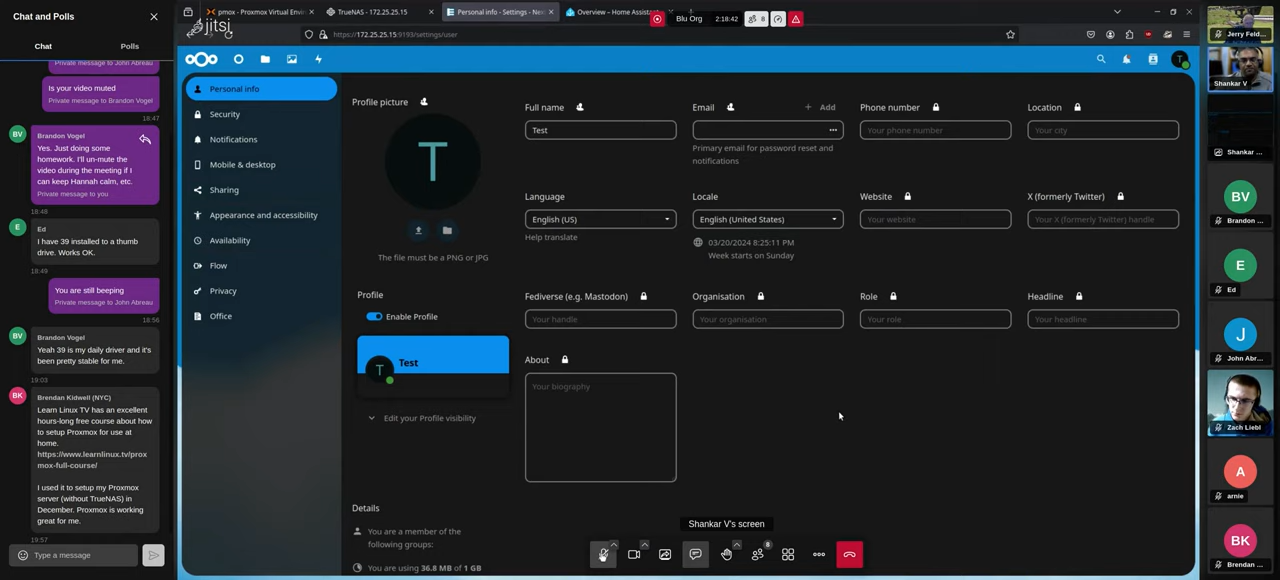 Chat and Polls
Chat
Polls
Private message to John Abreau
Is your video muted
Private message to Brandon Vogel
18:47
BV
Brandon Vogel
Yes. Just doing some
homework. I'll un-mute the
video during the meeting if I
can keep Hannah calm, etc.
Private message to you
18:48
E
Ed
I have 39 installed to a thumb
drive. Works OK.
18:49
You are still beeping
Private message to John Abreau
18:56
BV
Brandon Vogel
Yeah 39 is my daily driver and it's
been pretty stable for me.
19:03
BK
Brendan Kidwell (NYC)
Learn Linux TV has an excellent
hours-long free course about how
to setup Proxmox for use at
home.
https://www.learnlinux.tv/prox
mox-full-course/
I used it to setup my Proxmox
server (without TrueNAS) in
December. Proxmox is working
great for me.
19:57
Type a message
pmox - Proxmox Virtual Envir
TrueNAS - 172.25.25.15
Personal info - Settings - Nex
Overview – Home Assista
jitsi
Blu Org
2:18:42
8
https://172.25.25.15:9193/settings/user
T
Personal info
Security
Notifications
Mobile & desktop
Sharing
Appearance and accessibility
Availability
Flow
Privacy
Office
Profile picture
T
The file must be a PNG or JPG
Profile
Enable Profile
T
Test
Edit your Profile visibility
Details
You are a member of the
following groups:
You are using 36.8 MB of 1 GB
Full name
Test
Email
Add
Primary email for password reset and
notifications
Phone number
Your phone number
Location
Your city
Language
English (US)
Help translate
Locale
English (United States)
03/20/2024 8:25:11 PM
Week starts on Sunday
Website
Your website
X (formerly Twitter)
Your X (formerly Twitter) handle
Fediverse (e.g. Mastodon)
Your handle
Organisation
Your organisation
Role
Your role
Headline
Your headline
About
Your biography
Shankar V's screen
8
Jerry Feld...
Shankar V
Shankar ...
BV
Brandon ...
E
Ed
J
John Abr...
Zach Liebl
A
arnie
BK
Brendan ...